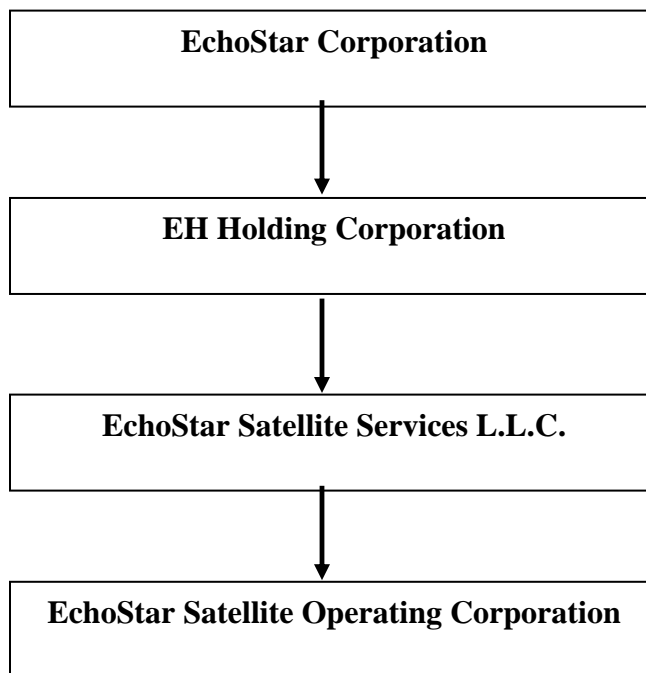 EchoStar Corporation
EH Holding Corporation
EchoStar Satellite Services L.L.C.
EchoStar Satellite Operating Corporation